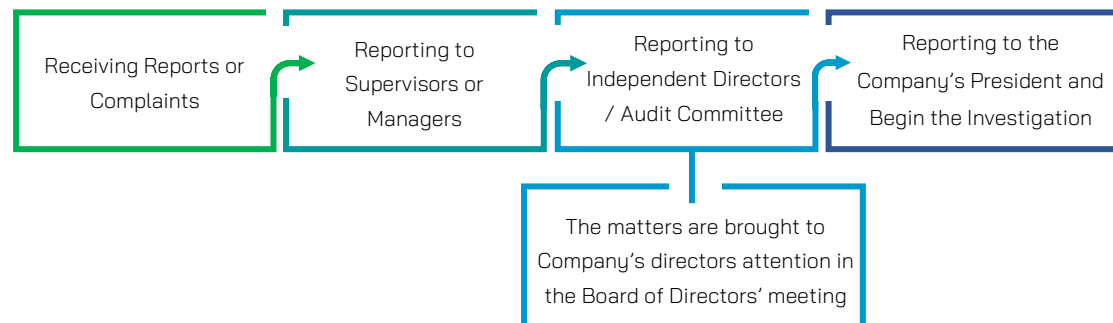 Receiving Reports or
Complaints
Reporting to
Supervisors or
Managers
Reporting to
Independent Directors
/ Audit Committee
Reporting to the
Company's President and
Begin the Investigation
The matters are brought to
Company's directors attention in
the Board of Directors' meeting